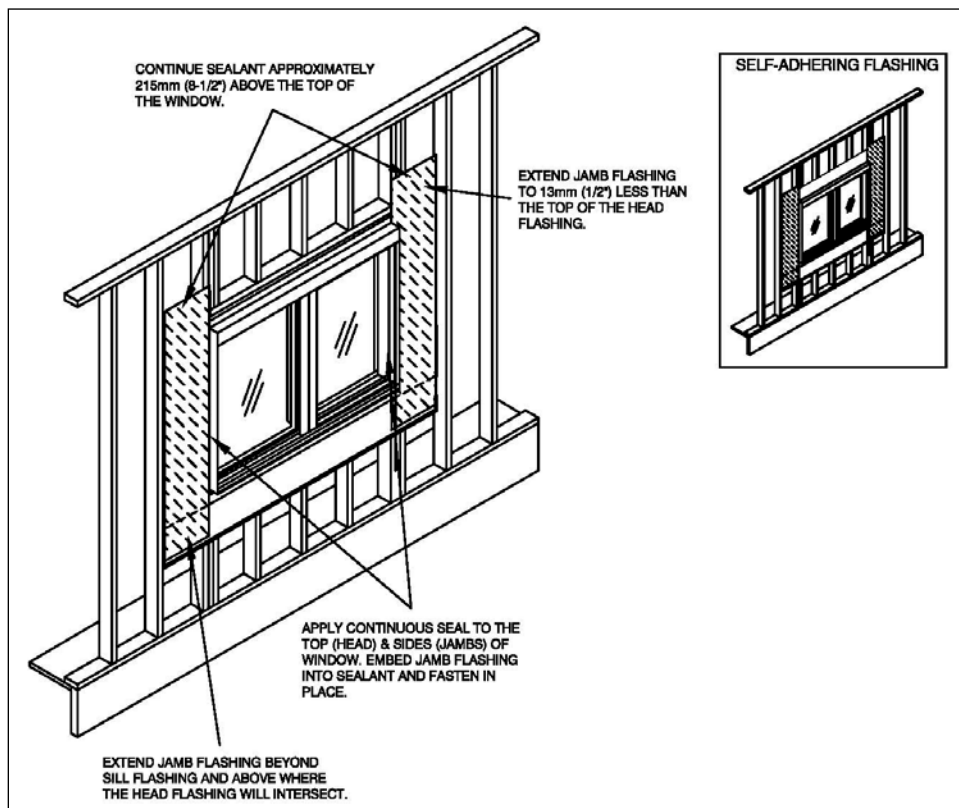 CONTINUE SEALANT APPROXIMATELY
215mm (8-1/2") ABOVE THE TOP OF
THE WINDOW.
SELF-ADHERING FLASHING
EXTEND JAMB FLASHING
TO 13mm (1/2") LESS THAN
THE TOP OF THE HEAD
FLASHING.
APPLY CONTINUOUS SEAL TO THE
TOP (HEAD) & SIDES (JAMBS) OF
WINDOW. EMBED JAMB FLASHING
INTO SEALANT AND FASTEN IN
PLACE.
EXTEND JAMB FLASHING BEYOND
SILL FLASHING AND ABOVE WHERE
THE HEAD FLASHING WILL INTERSECT.